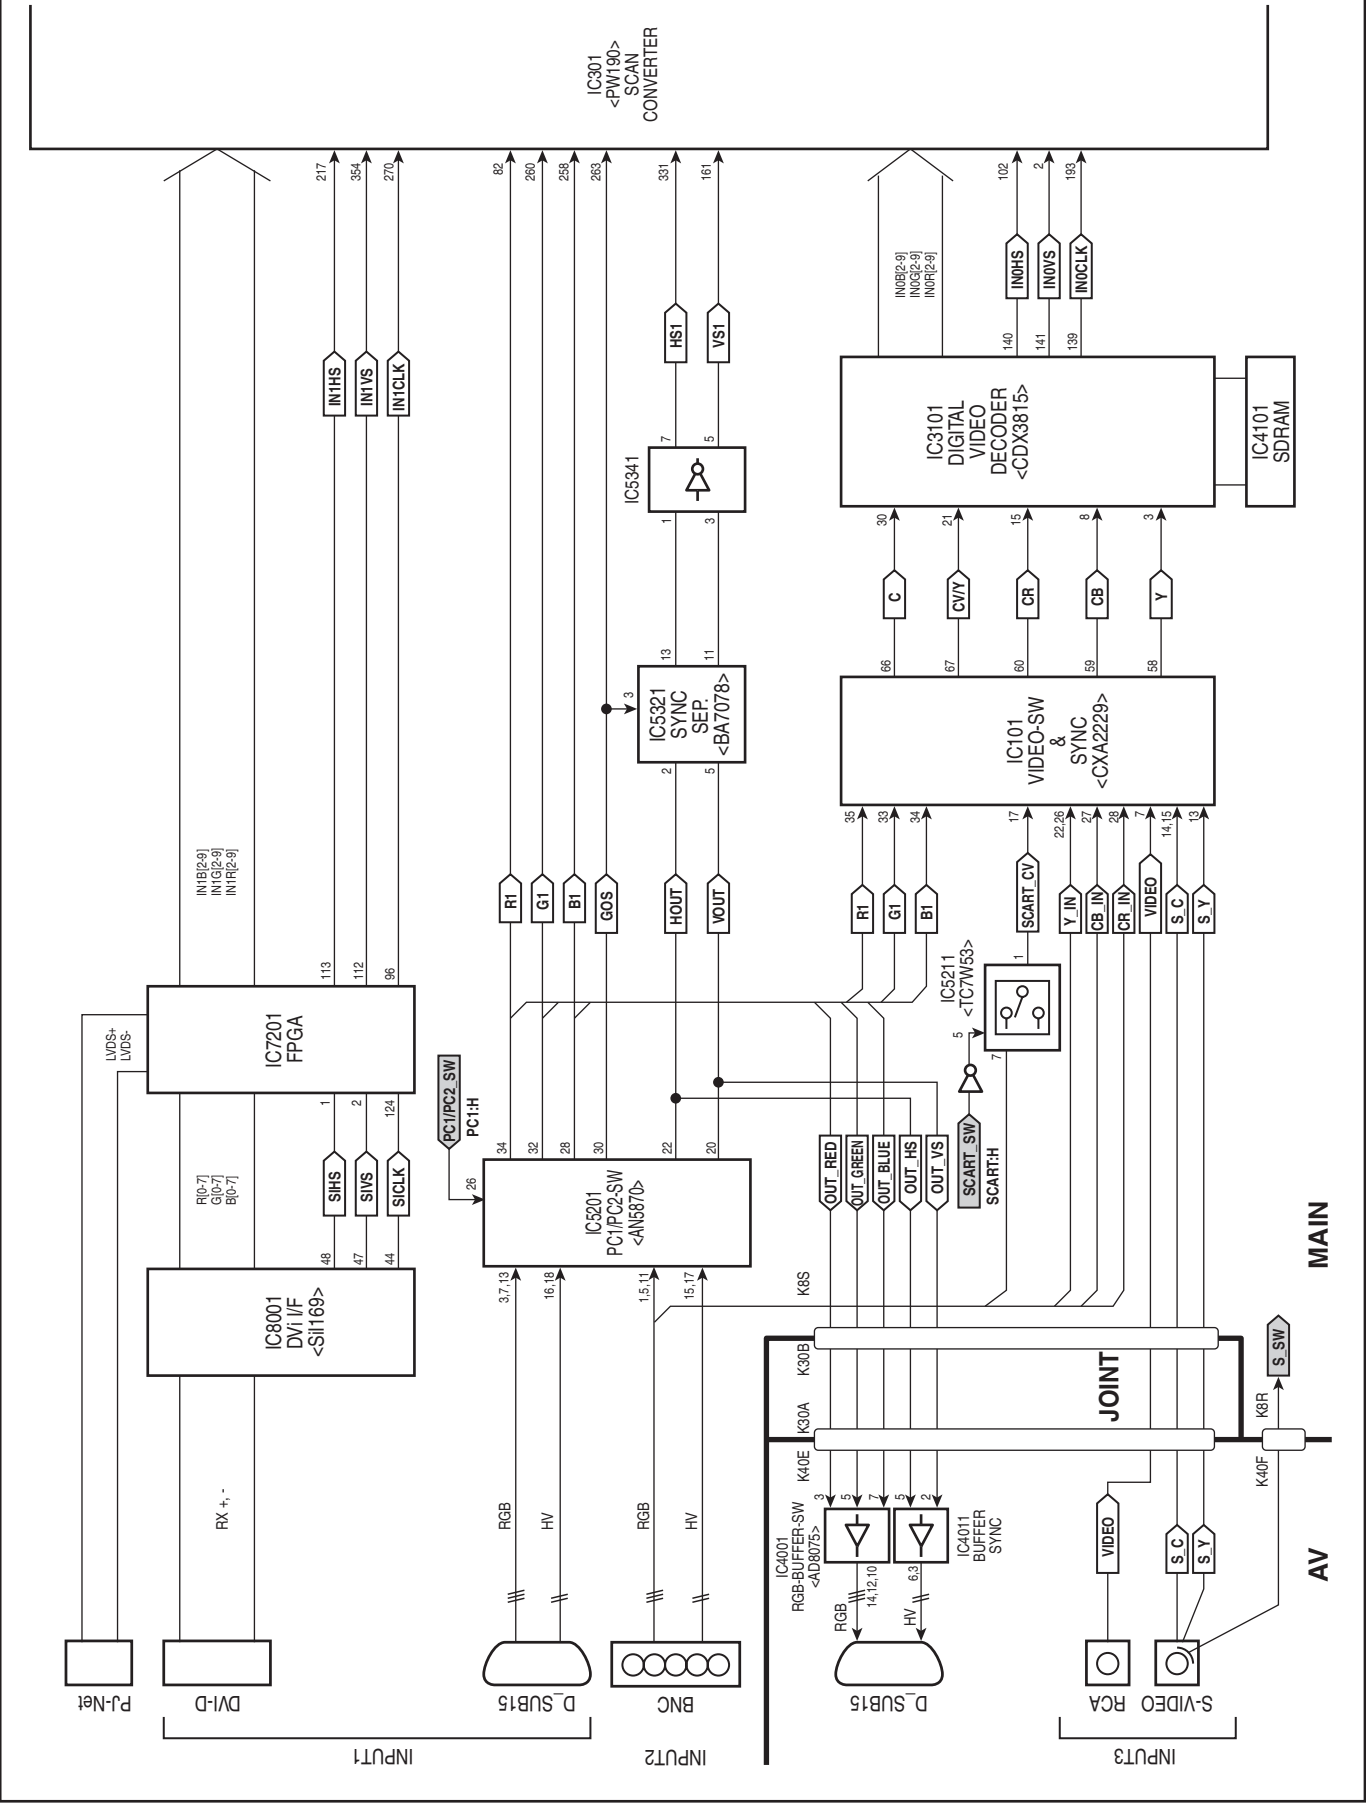 INPUT1
PJ-Net
DVI-D
D_SUB15
INPUT2
BNC
D_SUB15
INPUT3
RCA
S-VIDEO
RX +, -
RGB
HV
RGB
HV
RGB
HV
14,12,10
6,3
IC4001
RGB-BUFFER-SW
<AD8075>
3
5
7
5
2
IC4011
BUFFER
SYNC
VIDEO
S_C
S_Y
AV
K40E
K30A
K30B
K8S
JOINT
K40F
K8R
S_SW
MAIN
IC8001
DVi I/F
<Sil169>
48
47
44
R[0-7]
G[0-7]
B[0-7]
SIHS
SIVS
SICLK
1
2
124
LVDS+
LVDS-
IC7201
FPGA
113
112
96
IN1B[2-9]
IN1G[2-9]
IN1R[2-9]
IN1HS
IN1VS
IN1CLK
217
354
270
3,7,13
16,18
1,5,11
15,17
IC5201
PC1/PC2-SW
<AN5870>
26
PC1/PC2_SW
PC1:H
34
32
28
30
22
20
R1
G1
B1
GOS
HOUT
VOUT
2
5
3
IC5321
SYNC
SEP.
<BA7078>
13
11
1
3
IC5341
7
5
HS1
VS1
82
260
258
263
331
161
OUT_RED
OUT_GREEN
OUT_BLUE
OUT_HS
OUT_VS
SCART_SW
SCART:H
5
7
IC5211
<TC7W53>
1
R1
G1
B1
SCART_CV
Y_IN
CB_IN
CR_IN
VIDEO
S_C
S_Y
35
33
34
17
22,26
27
28
7
14,15
13
IC101
VIDEO-SW
&
SYNC
<CXA2229>
66
67
60
59
58
C
CV/Y
CR
CB
Y
30
21
15
8
3
IC3101
DIGITAL
VIDEO
DECODER
<CDX3815>
IC4101
SDRAM
140
141
139
IN0B[2-9]
IN0G[2-9]
IN0R[2-9]
IN0HS
IN0VS
IN0CLK
102
2
193
IC301
<PW190>
SCAN
CONVERTER